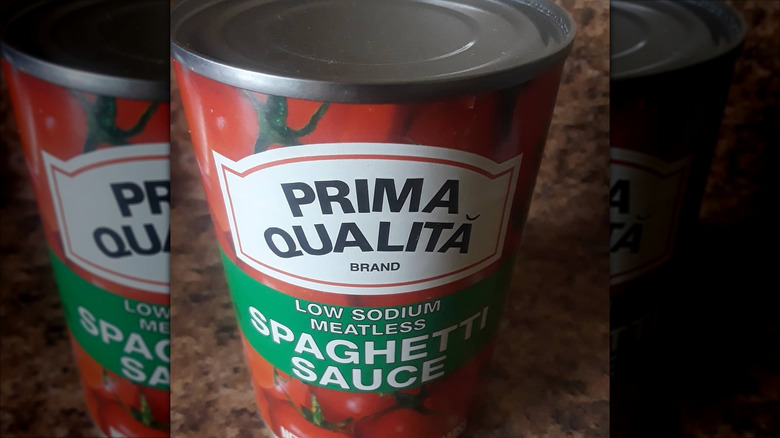 PRIMA
QUALITĂ
BRAND
LOW SODIUM
MEATLESS
SPAGHETTI
SAUCE